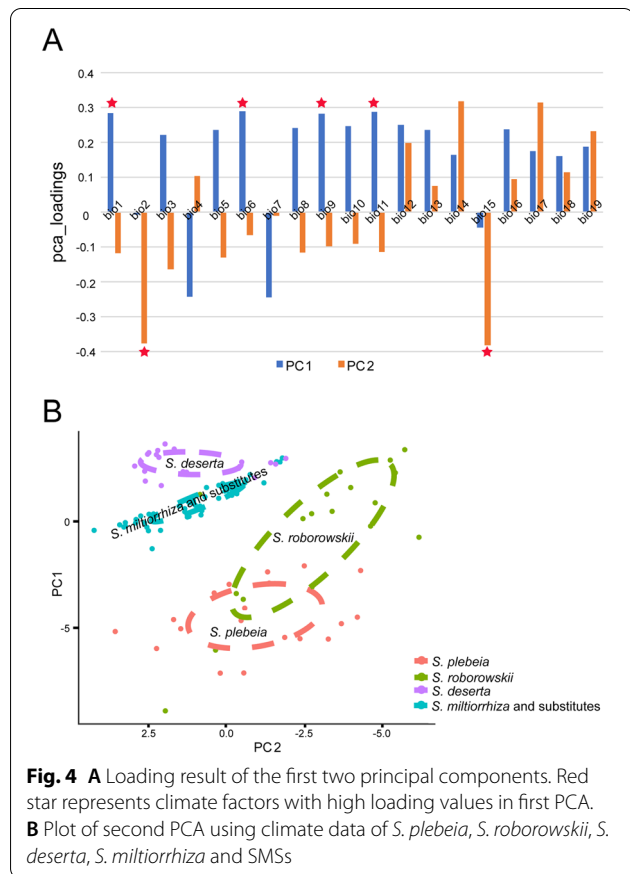 A
0.4
0.3
0.2
0.1
0
-0.1
-0.2
-0.3
-0.4
pca_loadings
bio1
bio2
bio3
bio4
bio5
bio6
bio7
bio8
bio9
bio10
bio11
bio12
bio13
bio14
bio15
bio16
bio17
bio18
bio19
PC1 PC2
B
S. deserta
S. miltiorrhiza and substitutes
S. roborowskii
S. plebeia
0
-5
PC1
2.5 0.0 -2.5 -5.0
PC2
S. plebeia
S. roborowskii
S. deserta
S. miltiorrhiza and substitutes
Fig. 4 A Loading result of the first two principal components. Red
star represents climate factors with high loading values in first PCA.
B Plot of second PCA using climate data of S. plebeia, S. roborowskii, S.
deserta, S. miltiorrhiza and SMSs